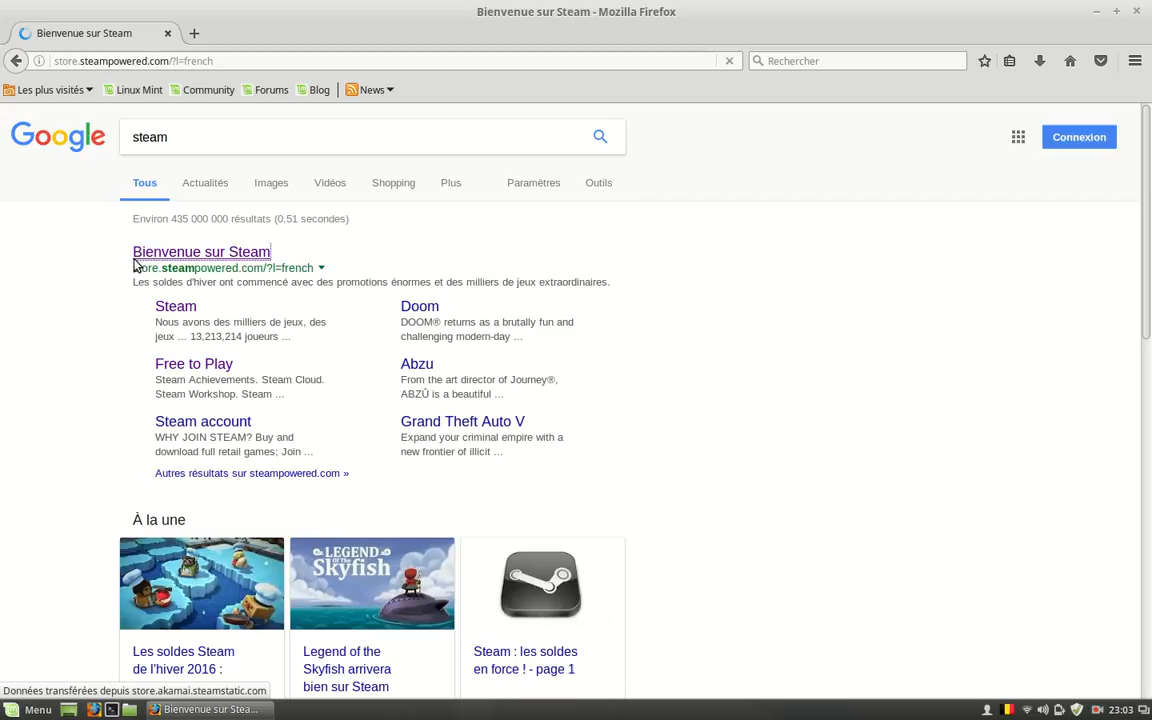 Bienvenue sur Steam - Mozilla Firefox
Bienvenue sur Steam
store.steampowered.com/?l=french
Rechercher
Les plus visités
Linux Mint
Community
Forums
Blog
News
Google
steam
Connexion
Tous
Actualités
Images
Vidéos
Shopping
Plus
Paramètres
Outils
Environ 435 000 000 résultats (0,51 secondes)
Bienvenue sur Steam
store.steampowered.com/?l=french
Les soldes d'hiver ont commencé avec des promotions énormes et des milliers de jeux extraordinaires.
Steam
Nous avons des milliers de jeux, des
jeux ... 13,213,214 joueurs ...
Doom
DOOM® returns as a brutally fun and
challenging modern-day ...
Free to Play
Steam Achievements. Steam Cloud.
Steam Workshop. Steam ...
Abzu
From the art director of Journey®,
ABZÛ is a beautiful ...
Steam account
WHY JOIN STEAM? Buy and
download full retail games; Join ...
Grand Theft Auto V
Expand your criminal empire with a
new frontier of illicit ...
Autres résultats sur steampowered.com »
À la une
LEGEND
OF THE
Skyfish
Les soldes Steam
de l'hiver 2016 :
Legend of the
Skyfish arrivera
bien sur Steam
Steam : les soldes
en force ! - page 1
Données transférées depuis store.akamai.steamstatic.com
Menu
Bienvenue sur Stea...
23:03